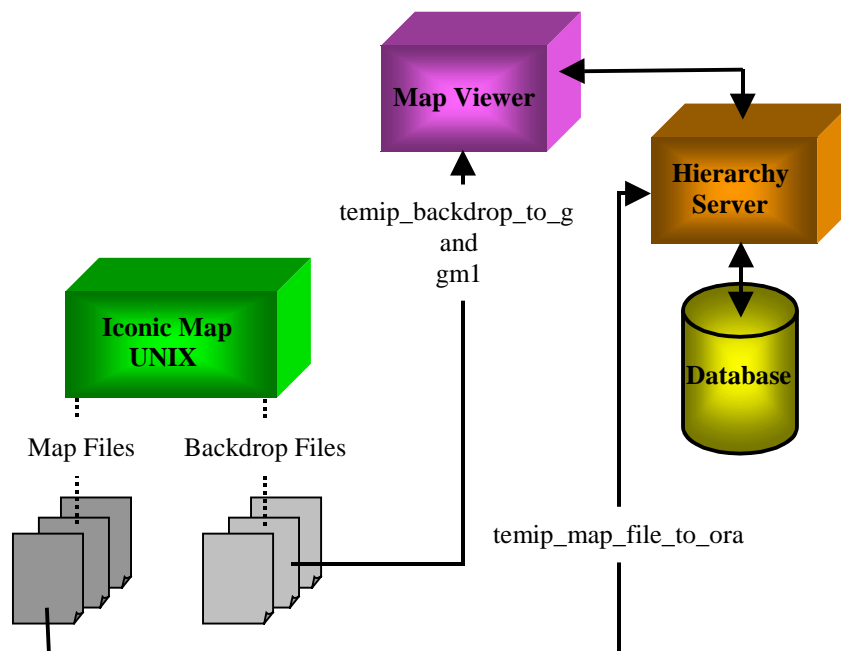 Map Viewer
Hierarchy
Server
temip_backdrop_to_g
and
gm1
Iconic Map
UNIX
Database
Map Files
Backdrop Files
temip_map_file_to_ora